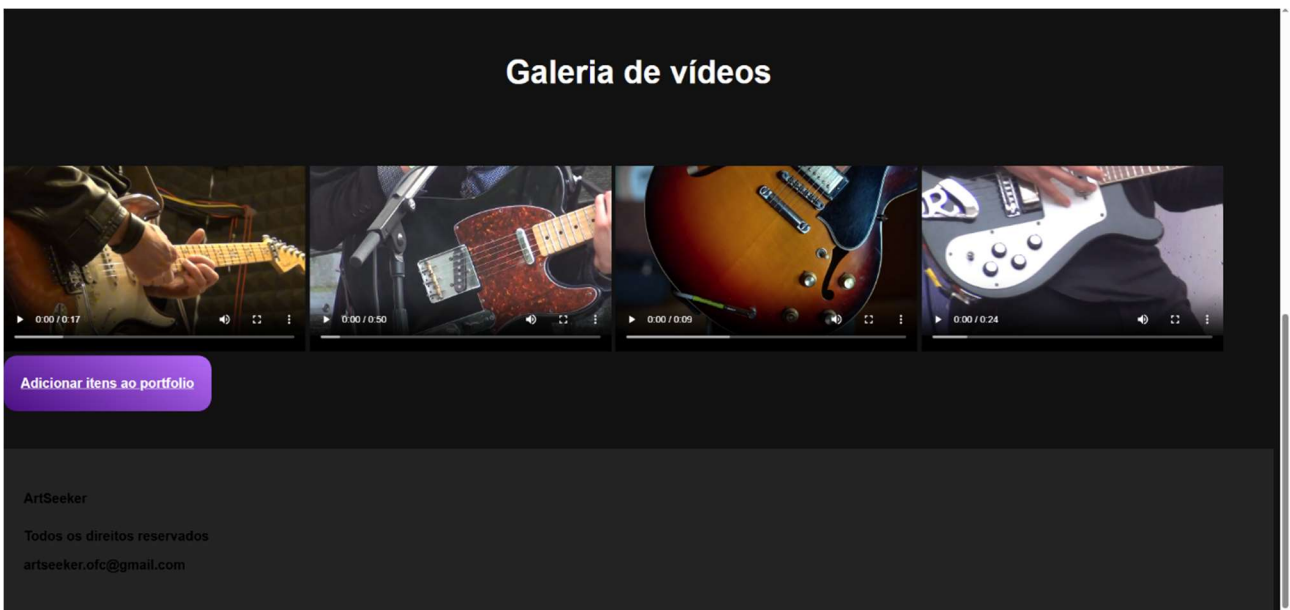 Galeria de vídeos
0:00 / 0:17
0:00 / 0:50
0:00 / 0:09
0:00 / 0:24
Adicionar itens ao portfolio
ArtSeeker
Todos os direitos reservados
artseeker.ofc@gmail.com